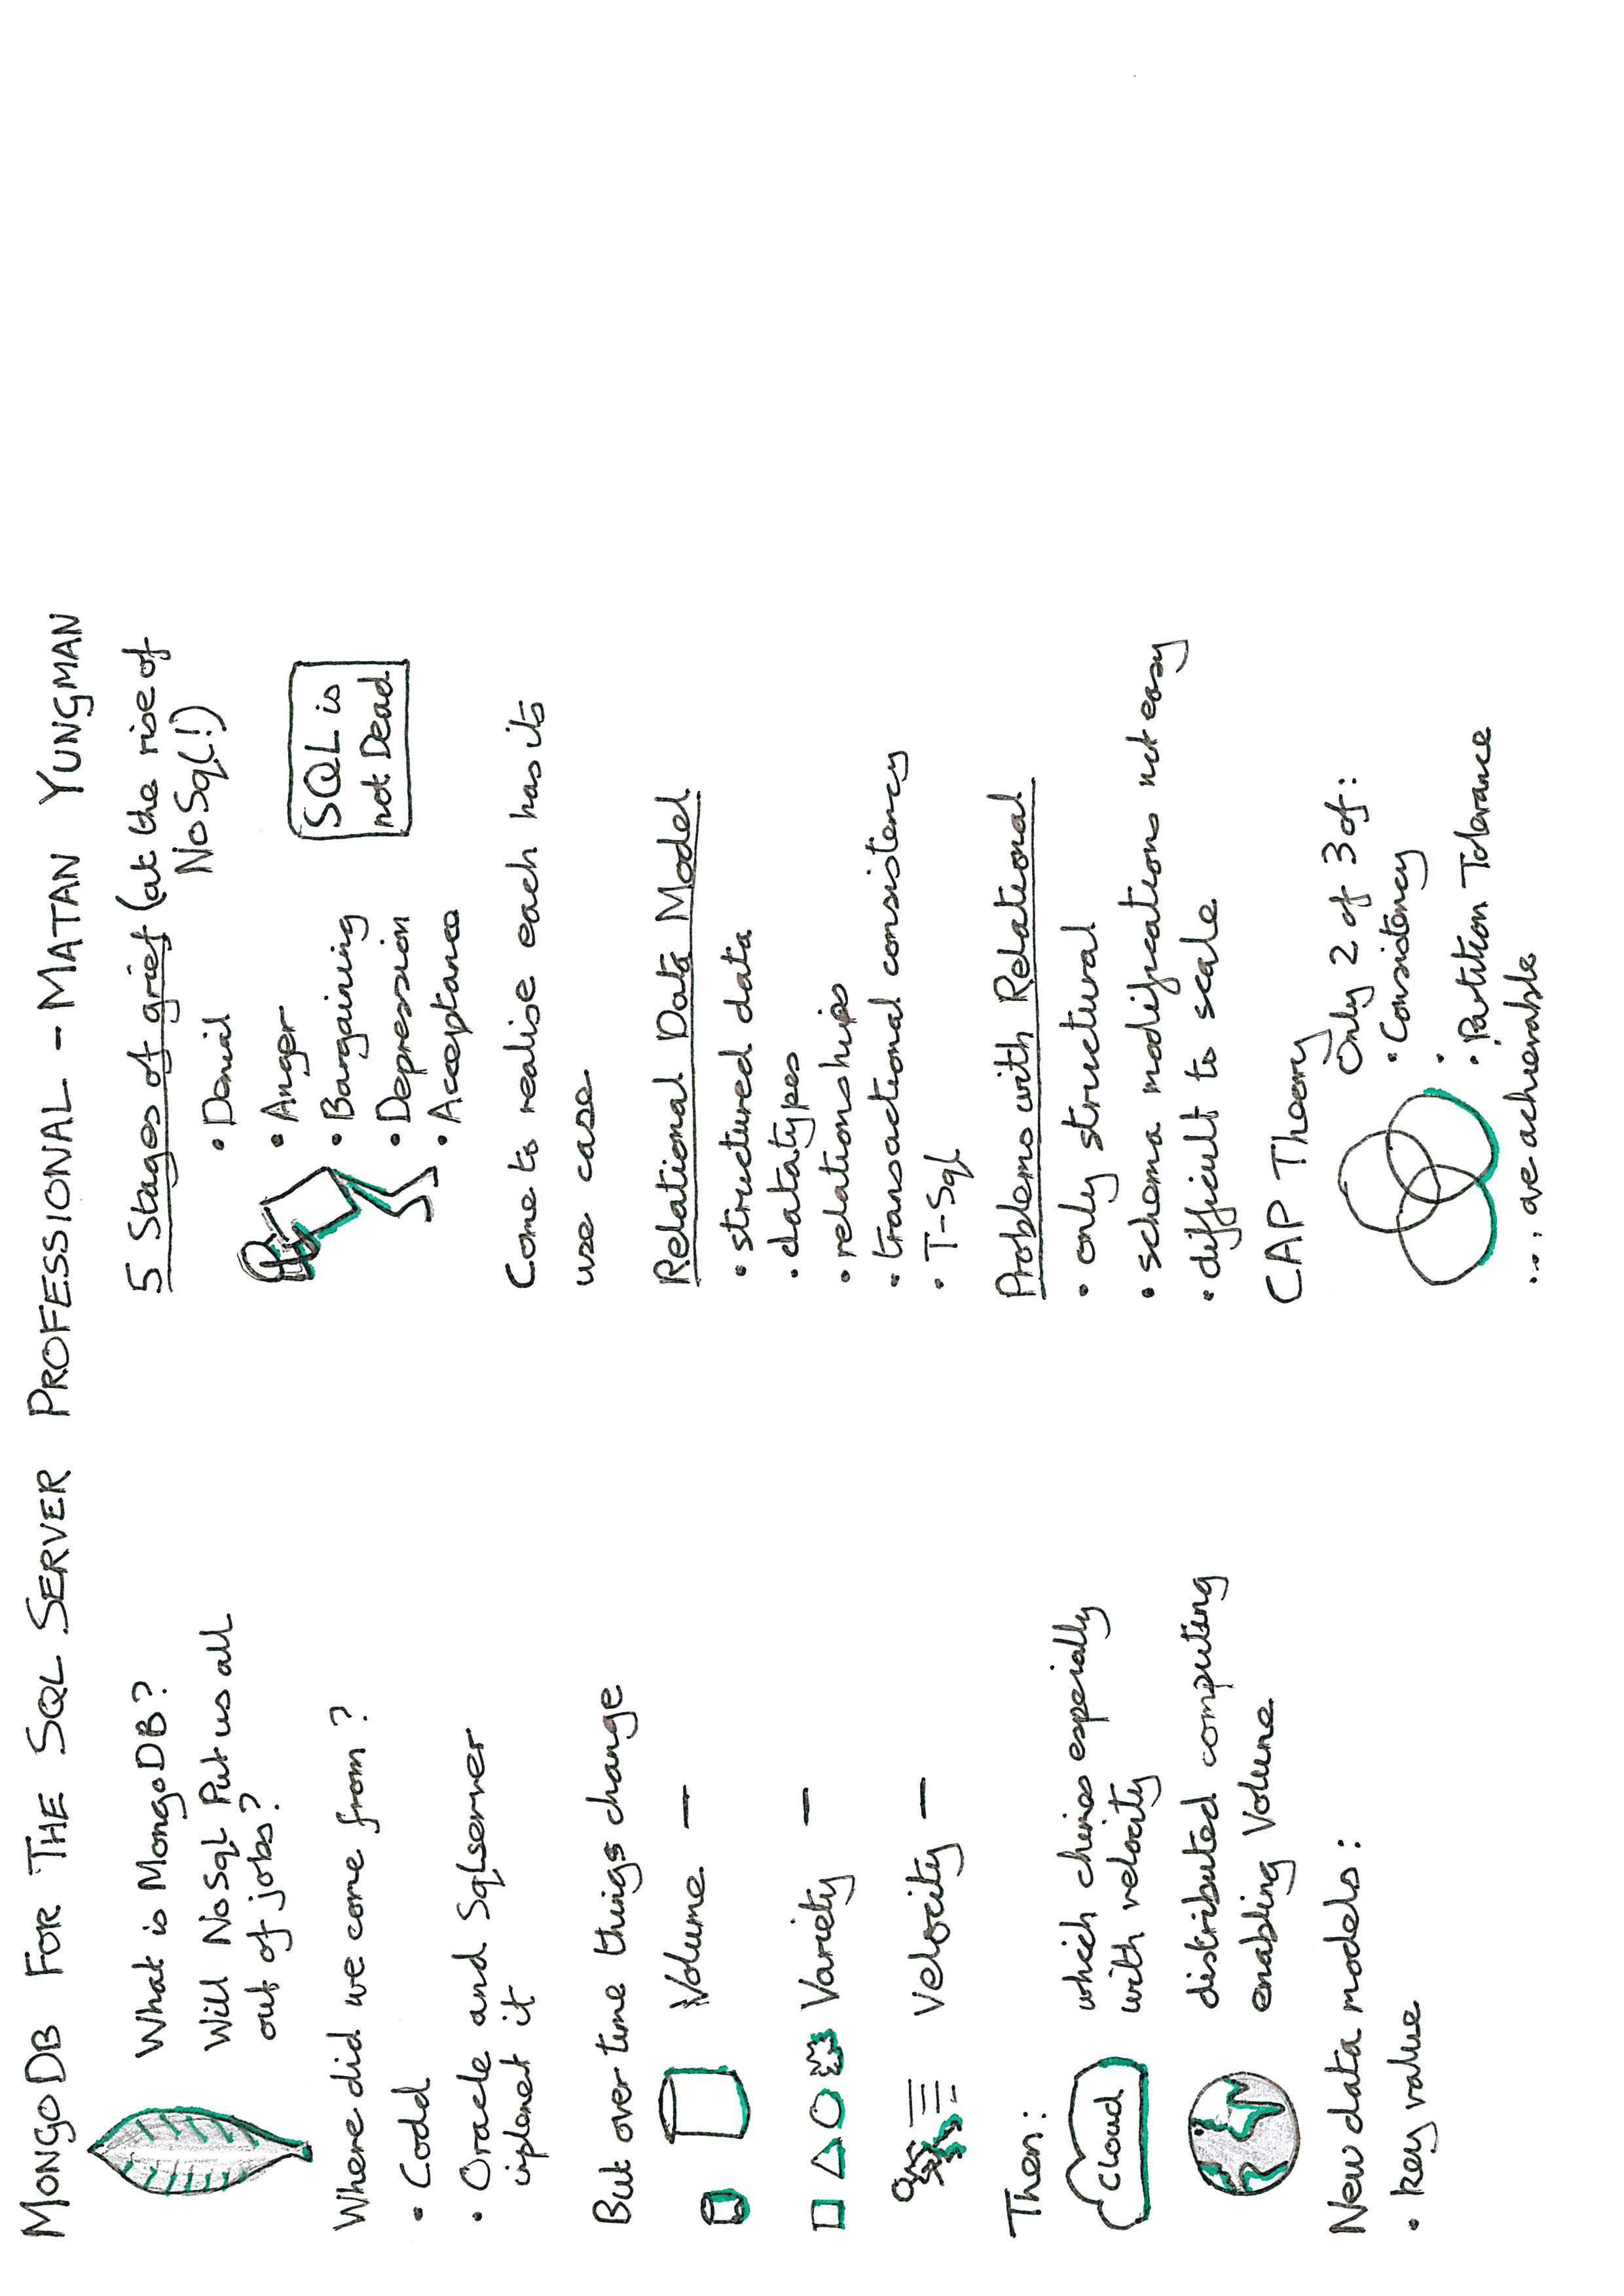 MONGODB FOR THE SQL SERVER PROFESSIONAL - MATAN YUNGMAN
What is MongoDB?
Will NoSql Put us all
out of jobs?
Where did we come from?
• Codd
• Oracle and Sqlserver
iplenet it
But over time things change
Volume -
Variety -
Velocity -
Then:
Cloud
which chines espeially
with velocity
distributed computing
enabling Volume
New data models:
• key value
5 Stages of grief (at the rise of
NoSql!)
• Denial
• Anger
• Bargaining
• Depression
• Acceptance
SQL is
not Dead
Come to realise each has its
use case
Relational Data Model
• structured data
• datatypes
• relationships
• transactional consistency
• T-Sql
Problems with Relational
• only structural
• schema modifications not easy
• difficult to scale
CAP Theory
Only 2 of 3 of:
• Consistency
•
• Partition Tolerance
... are achievable